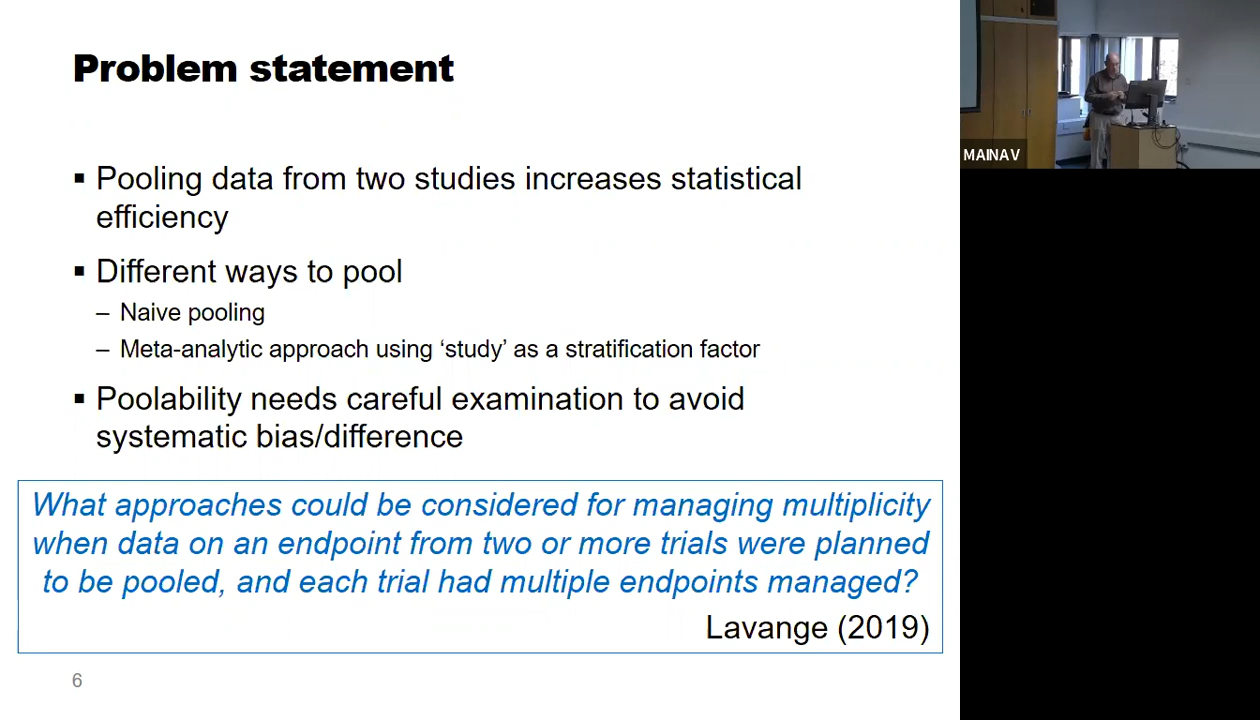 Problem statement
▪ Pooling data from two studies increases statistical
efficiency
▪ Different ways to pool
– Naive pooling
– Meta-analytic approach using ‘study’ as a stratification factor
▪ Poolability needs careful examination to avoid
systematic bias/difference
What approaches could be considered for managing multiplicity
when data on an endpoint from two or more trials were planned
to be pooled, and each trial had multiple endpoints managed?
Lavange (2019)
6
MAINAV